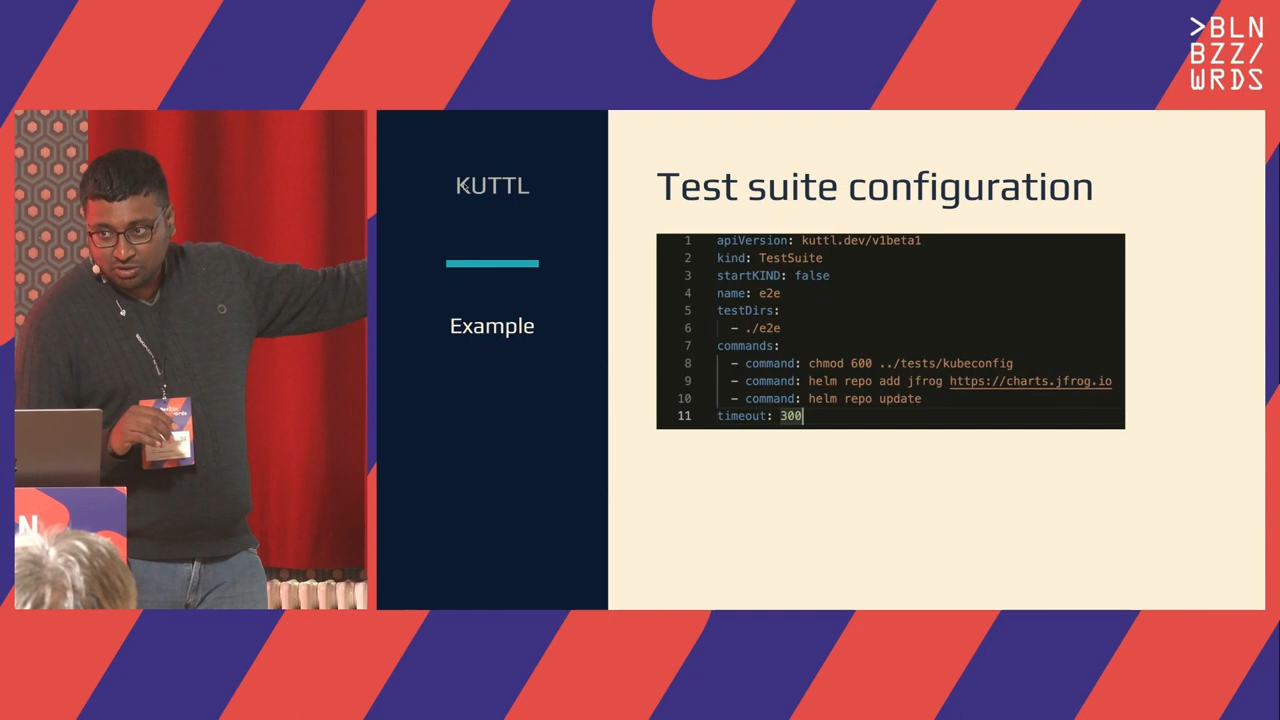 >BLN
BZZ/
WRDS
KUTTL
Example
Test suite configuration
1 apiVersion: kuttl.dev/v1beta1
2 kind: TestSuite
3 startKIND: false
4 name: e2e
5 testDirs:
6 - ./e2e
7 commands:
8 - command: chmod 600 ../tests/kubeconfig
9 - command: helm repo add jfrog https://charts.jfrog.io
10 - command: helm repo update
11 timeout: 300
N